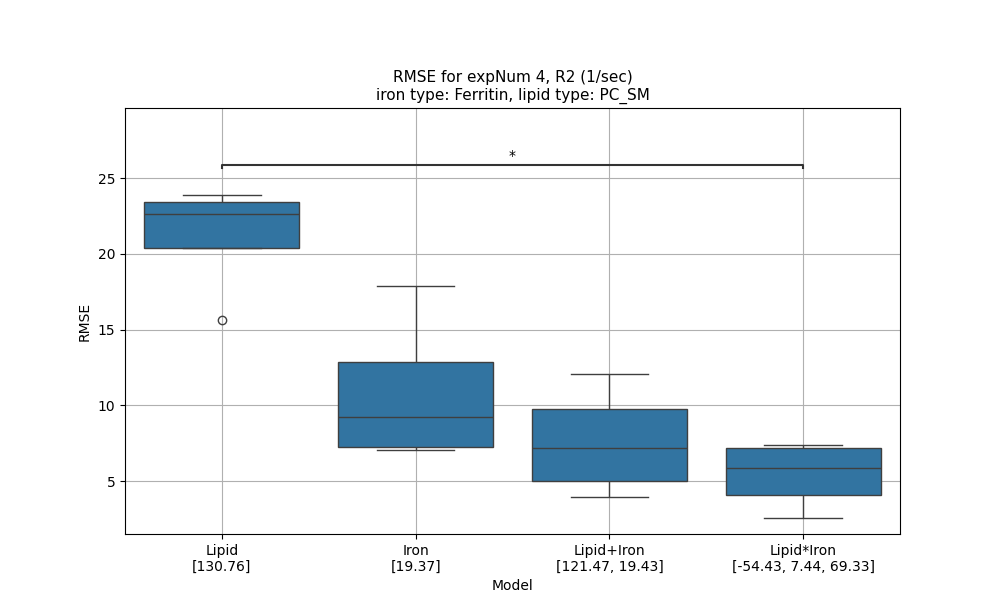 RMSE for expNum 4, R2 (1/sec)
iron type: Ferritin, lipid type: PC_SM
*
25
20
15
10
5
RMSE
Lipid
[130.76]
Iron
[19.37]
Lipid+Iron
[121.47, 19.43]
Lipid*Iron
[-54.43, 7.44, 69.33]
Model